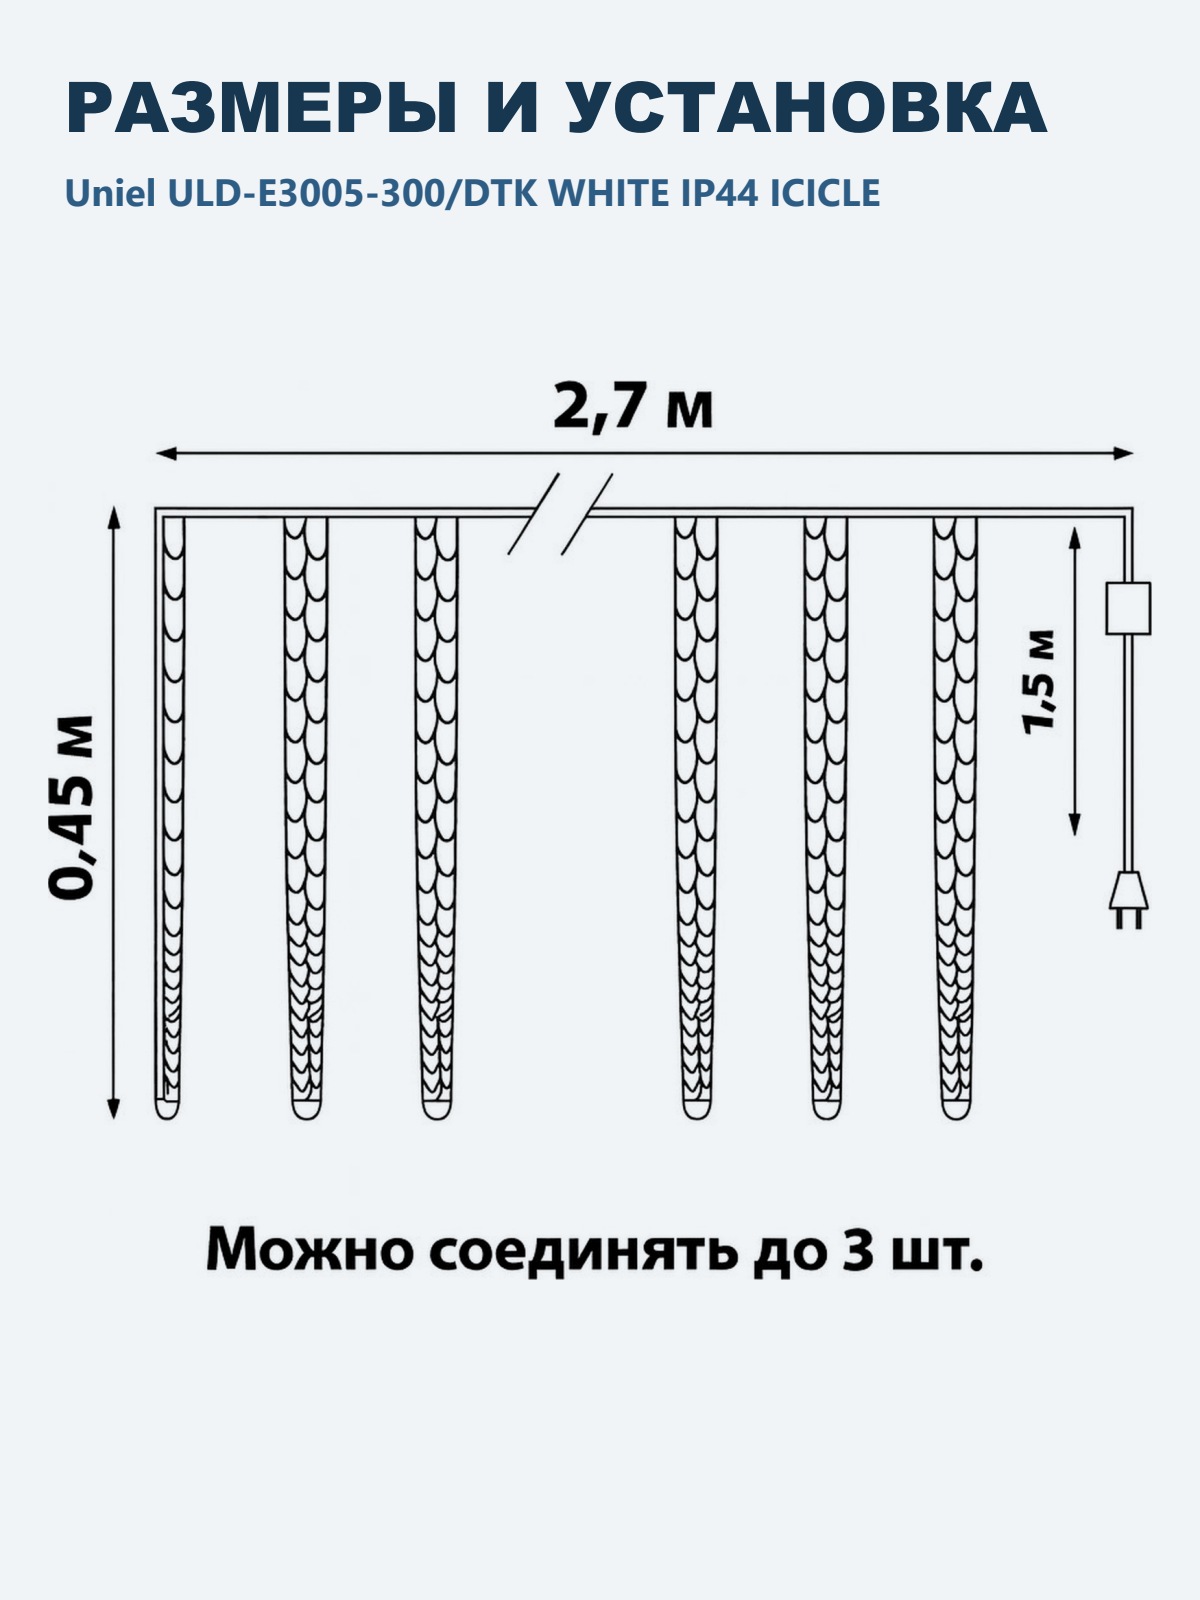 РАЗМЕРЫ И УСТАНОВКА
Uniel ULD-E3005-300/DTK WHITE IP44 ICICLE
2,7 м
0,45 м
1,5 м
Можно соединять до 3 шт.